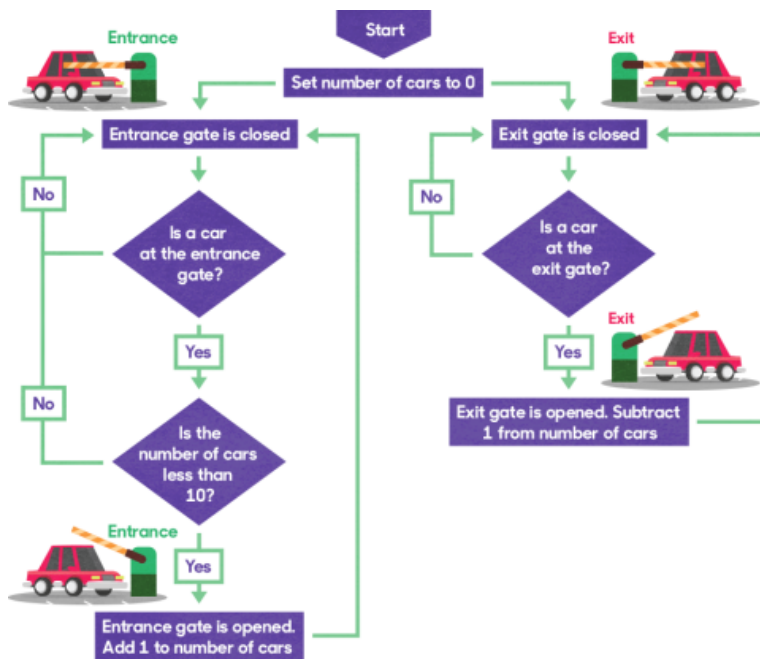 Start
Entrance
Exit
Set number of cars to 0
Entrance gate is closed
Exit gate is closed
No
No
Is a car
at the entrance
gate?
Is a car
at the
exit gate?
Exit
Yes
Yes
No
Is the
number of cars
less than
10?
Exit gate is opened. Subtract
1 from number of cars
Entrance
Yes
Entrance gate is opened.
Add 1 to number of cars